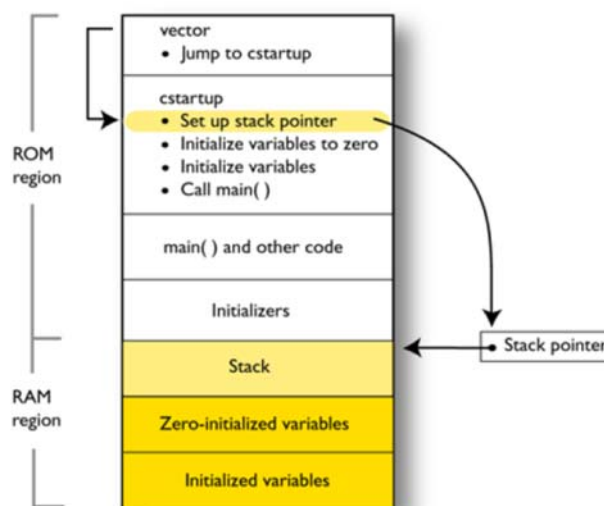 vector
• Jump to cstartup
cstartup
• Set up stack pointer
• Initialize variables to zero
• Initialize variables
• Call main( )
ROM
region
main( ) and other code
Initializers
Stack pointer
Stack
RAM
region
Zero-initialized variables
Initialized variables